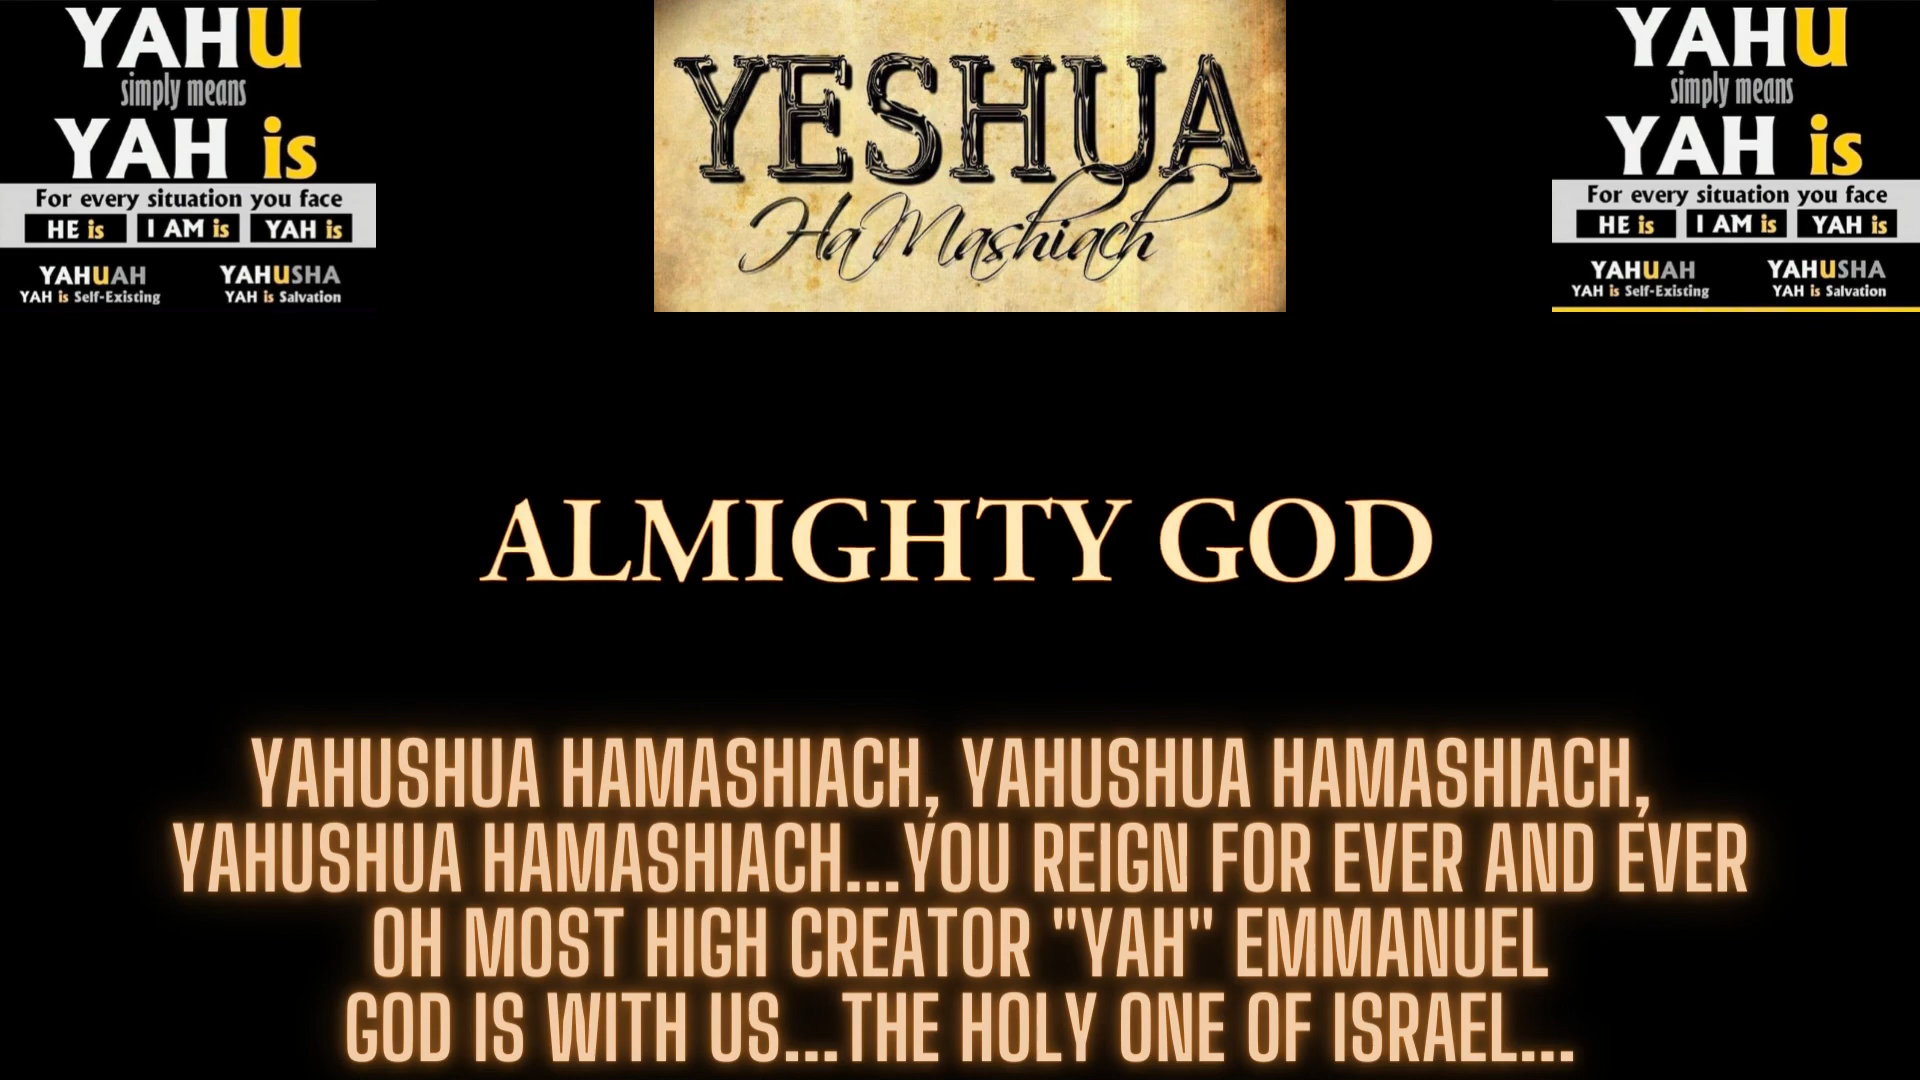 YAHU
simply means
YAH is
For every situation you face
HE is I AM is YAH is
YAHUAH YAHUSHA
YAH is Self-Existing YAH is Salvation
YESHUA
HaMashiach
YAHU
simply means
YAH is
For every situation you face
HE is I AM is YAH is
YAHUAH YAHUSHA
YAH is Self-Existing YAH is Salvation
ALMIGHTY GOD
YAHUSHUA HAMASHIACH, YAHUSHUA HAMASHIACH,
YAHUSHUA HAMASHIACH...YOU REIGN FOR EVER AND EVER
OH MOST HIGH CREATOR "YAH" EMMANUEL
GOD IS WITH US...THE HOLY ONE OF ISRAEL...